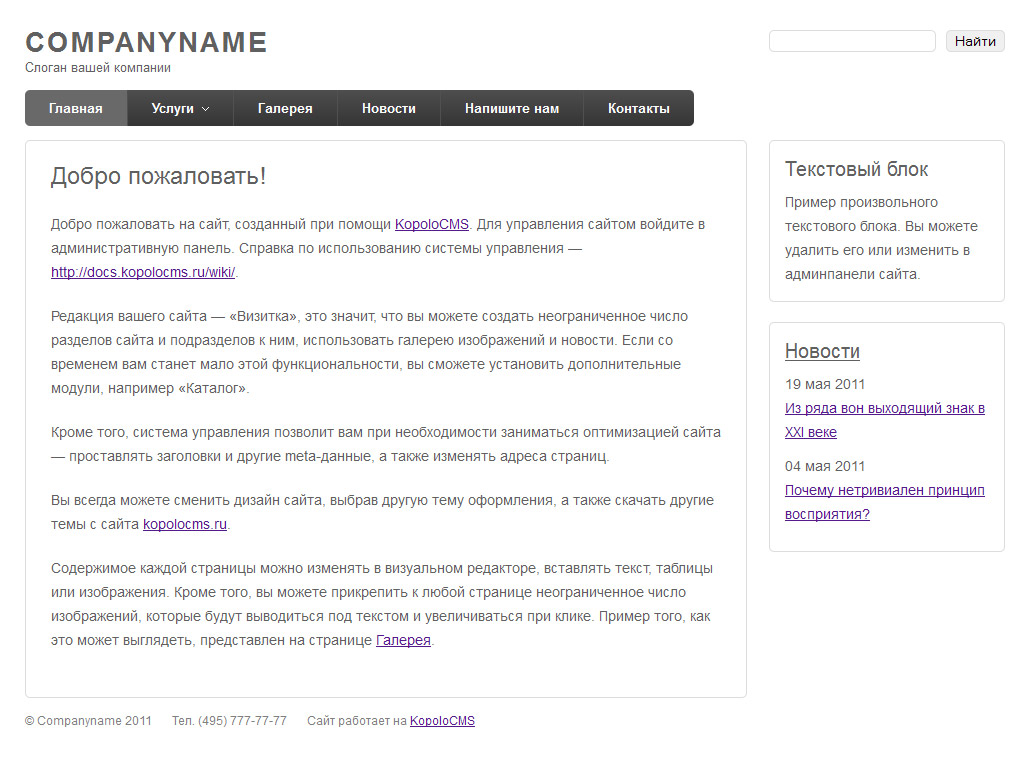 COMPANYNAME
Слоган вашей компании
Найти
Главная
Услуги
Галерея
Новости
Напишите нам
Контакты
Добро пожаловать!
Добро пожаловать на сайт, созданный при помощи KopoloCMS. Для управления сайтом войдите в
административную панель. Справка по использованию системы управления —
http://docs.kopolocms.ru/wiki/.
Редакция вашего сайта — «Визитка», это значит, что вы можете создать неограниченное число
разделов сайта и подразделов к ним, использовать галерею изображений и новости. Если со
временем вам станет мало этой функциональности, вы сможете установить дополнительные
модули, например «Каталог».
Кроме того, система управления позволит вам при необходимости заниматься оптимизацией сайта
— проставлять заголовки и другие meta-данные, а также изменять адреса страниц.
Вы всегда можете сменить дизайн сайта, выбрав другую тему оформления, а также скачать другие
темы с сайта kopolocms.ru.
Содержимое каждой страницы можно изменять в визуальном редакторе, вставлять текст, таблицы
или изображения. Кроме того, вы можете прикрепить к любой странице неограниченное число
изображений, которые будут выводиться под текстом и увеличиваться при клике. Пример того, как
это может выглядеть, представлен на странице Галерея.
Текстовый блок
Пример произвольного
текстового блока. Вы можете
удалить его или изменить в
админпанели сайта.
Новости
19 мая 2011
Из ряда вон выходящий знак в
XXI веке
04 мая 2011
Почему нетривиален принцип
восприятия?
© Companyname 2011 Тел. (495) 777-77-77 Сайт работает на KopoloCMS